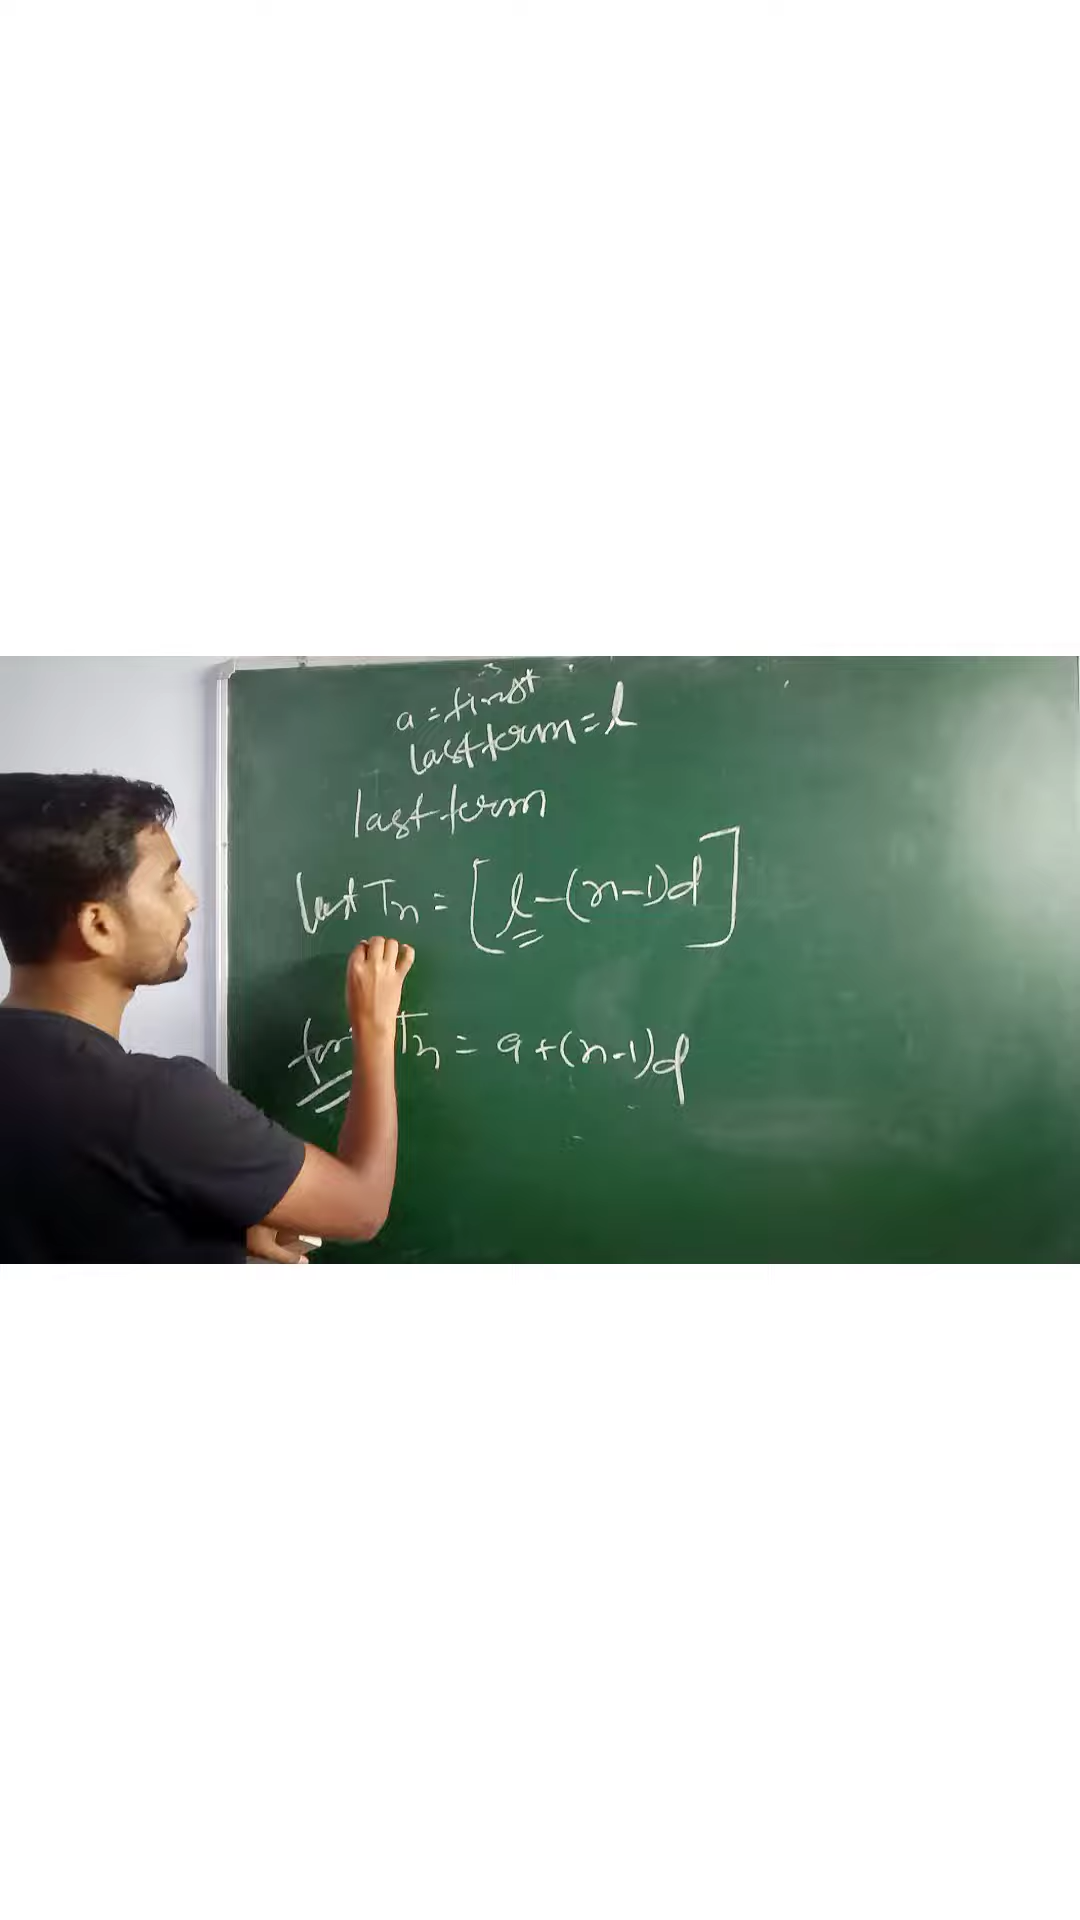 a = first
last term = l
last term
last Tn = [l - (n-1)d]
Tn = a + (n-1)d